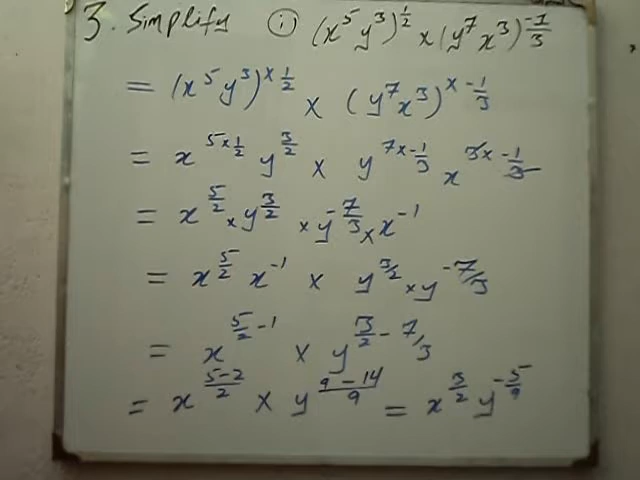 3. Simplify (i) (x^5 y^3)^{1/2} × (y^7 x^3)^{-1/3}
= (x^5 y^3)^{× 1/2} × (y^7 x^3)^{× -1/3}
= x^{5 × 1/2} y^{3/2} × y^{7 × -1/3} x^{3 × -1/3}
= x^{5/2} × y^{3/2} × y^{-7/3} × x^{-1}
= x^{5/2} x^{-1} × y^{3/2} × y^{-7/3}
= x^{5/2 - 1} × y^{3/2 - 7/3}
= x^{(5-2)/2} × y^{(9-14)/9} = x^{3/2} y^{-5/9}